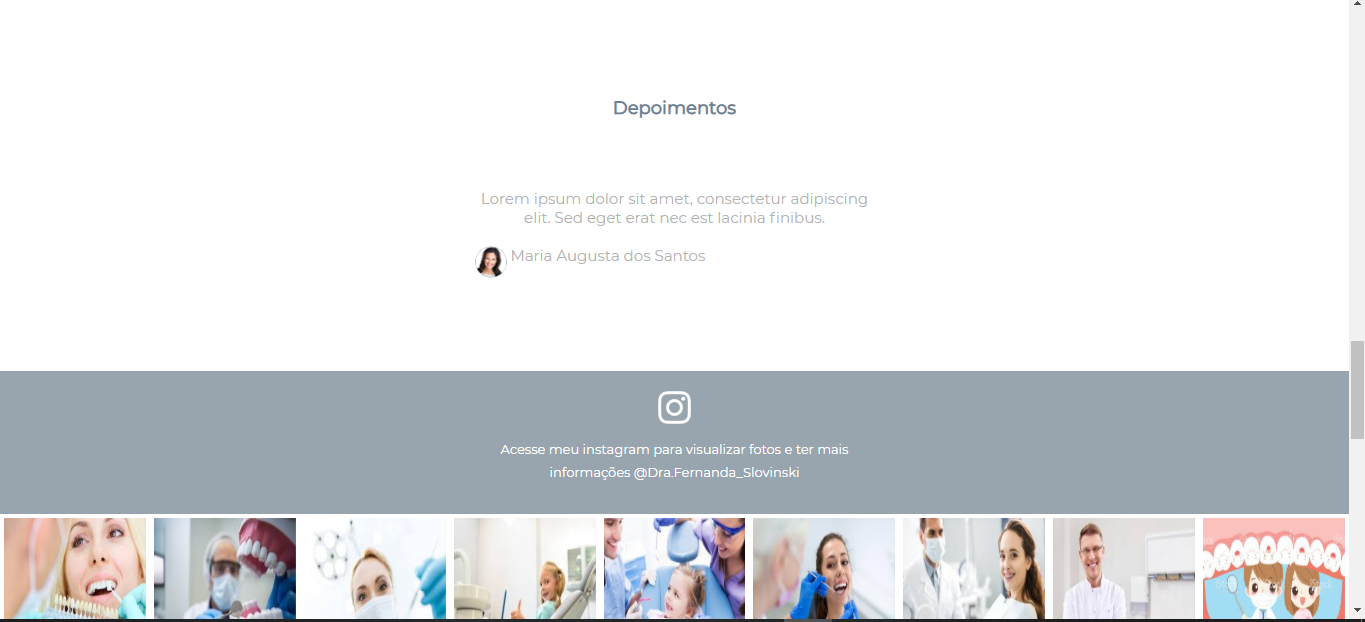 Depoimentos
Lorem ipsum dolor sit amet, consectetur adipiscing
elit. Sed eget erat nec est lacinia finibus.
Maria Augusta dos Santos
Acesse meu instagram para visualizar fotos e ter mais
informações @Dra.Fernanda_Slovinski